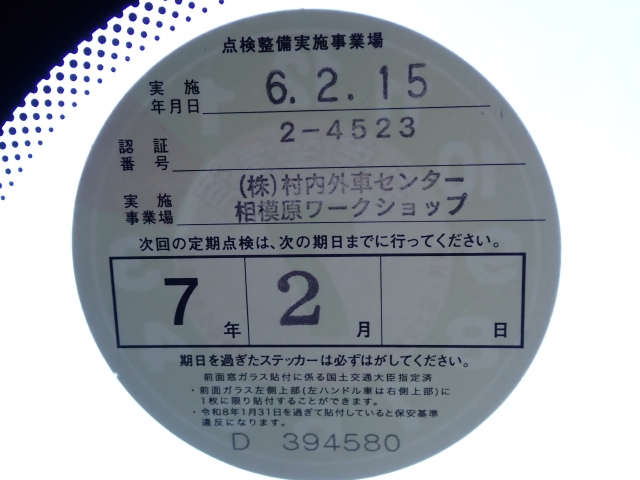 点検整備実施事業場
実施年月日 6.2.15
認証番号 2-4523
実施事業場 (株)村内外車センター
相模原ワークショップ
次回の定期点検は、次の期日までに行ってください。
7年 2月 日
期日を過ぎたステッカーは必ずはがしてください。
前面窓ガラス貼付に係る国土交通大臣指定済
・前面ガラス左側上部(左ハンドル車は右側上部)に
1枚に限り貼付することができます。
・令和8年1月31日を過ぎて貼付していると保安基準
違反になります。
D 394580